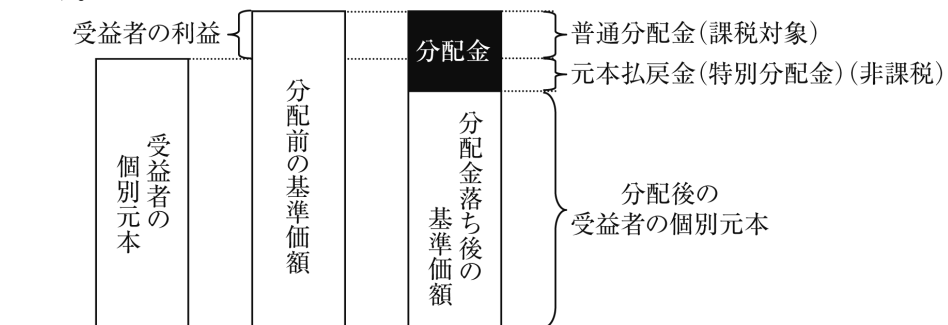 受益者の利益
分配金
普通分配金(課税対象)
元本払戻金(特別分配金)(非課税)
受益者の
個別元本
分配前の基準価額
分配金落ち後の
基準価額
分配後の
受益者の個別元本